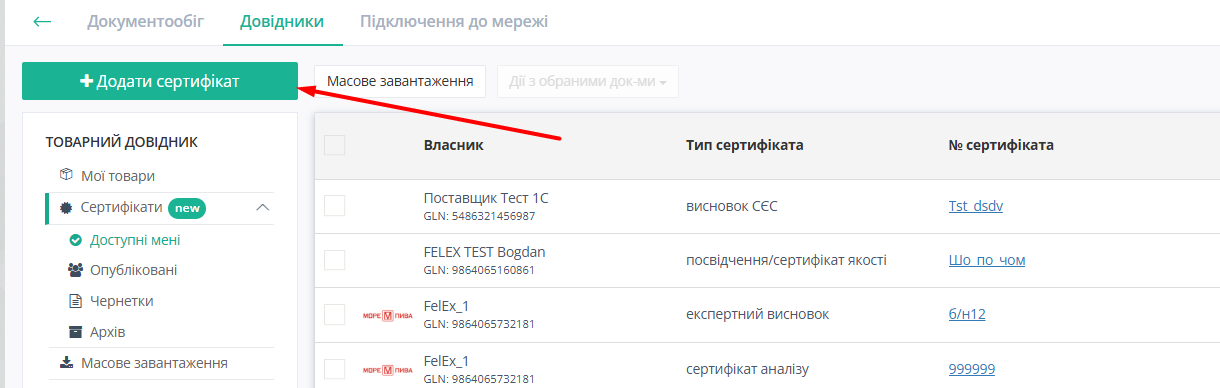 Документообіг Довідники Підключення до мережі
Додати сертифікат Масове завантаження Дії з обраними док-ми
ТОВАРНИЙ ДОВІДНИК
Мої товари
Сертифікати new
Доступні мені
Опубліковані
Чернетки
Архів
Масове завантаження
Власник Тип сертифіката № сертифіката
Поставщик Тест 1С
GLN: 5486321456987
висновок СЄС Tst_dsdv
FELEX TEST Bogdan
GLN: 9864065160861
посвідчення/сертифікат якості Шо_по_чом
МОРЕ М ПИВА
FelEx_1
GLN: 9864065732181
експертний висновок б/н12
МОРЕ М ПИВА
FelEx_1
GLN: 9864065732181
сертифікат аналізу 999999